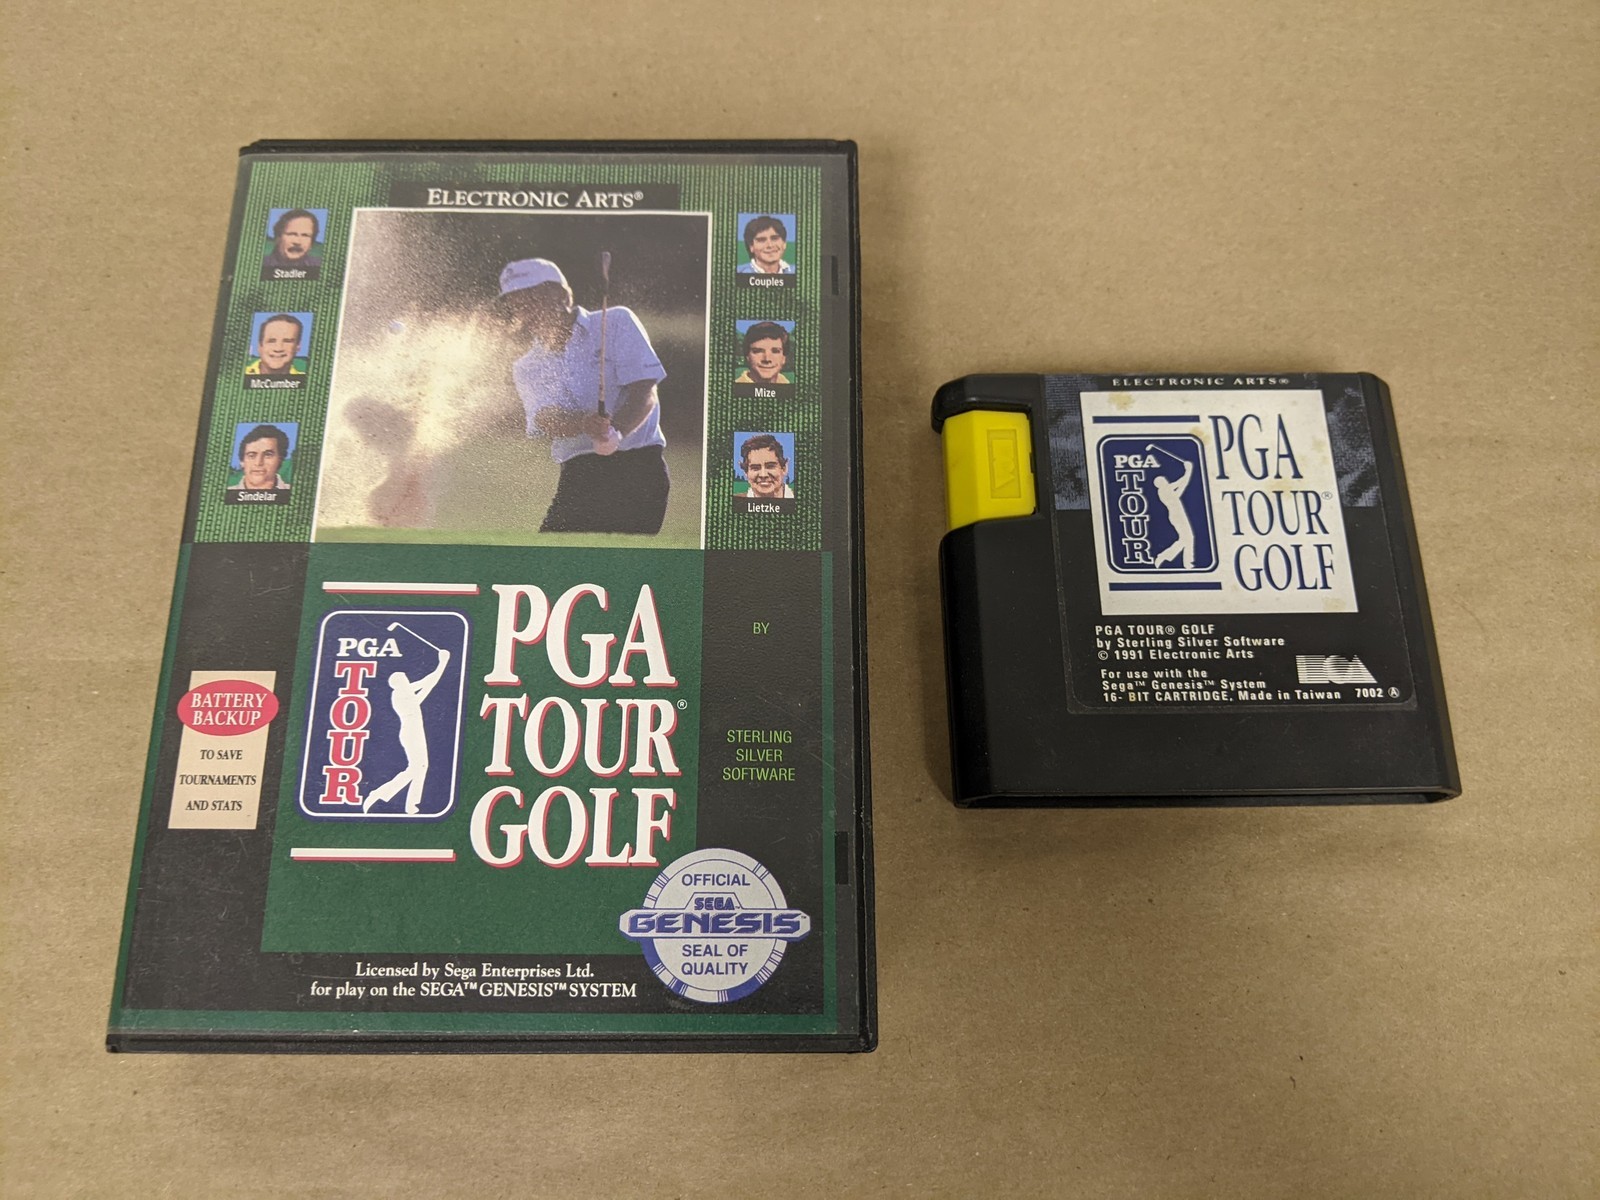 ELECTRONIC ARTS®
Stadler
McCumber
Sindelar
Couples
Mize
Lietzke
PGA
TOUR
PGA
TOUR®
GOLF
BY
STERLING
SILVER
SOFTWARE
BATTERY
BACKUP
TO SAVE
TOURNAMENTS
AND STATS
OFFICIAL
SEGA™
GENESIS™
SEAL OF
QUALITY
Licensed by Sega Enterprises Ltd.
for play on the SEGA™ GENESIS™ SYSTEM
ELECTRONIC ARTS®
PGA
TOUR
PGA
TOUR®
GOLF
PGA TOUR® GOLF
by Sterling Silver Software
© 1991 Electronic Arts
For use with the
Sega™ Genesis™ System
16- BIT CARTRIDGE, Made in Taiwan 7002 Ⓐ
EA